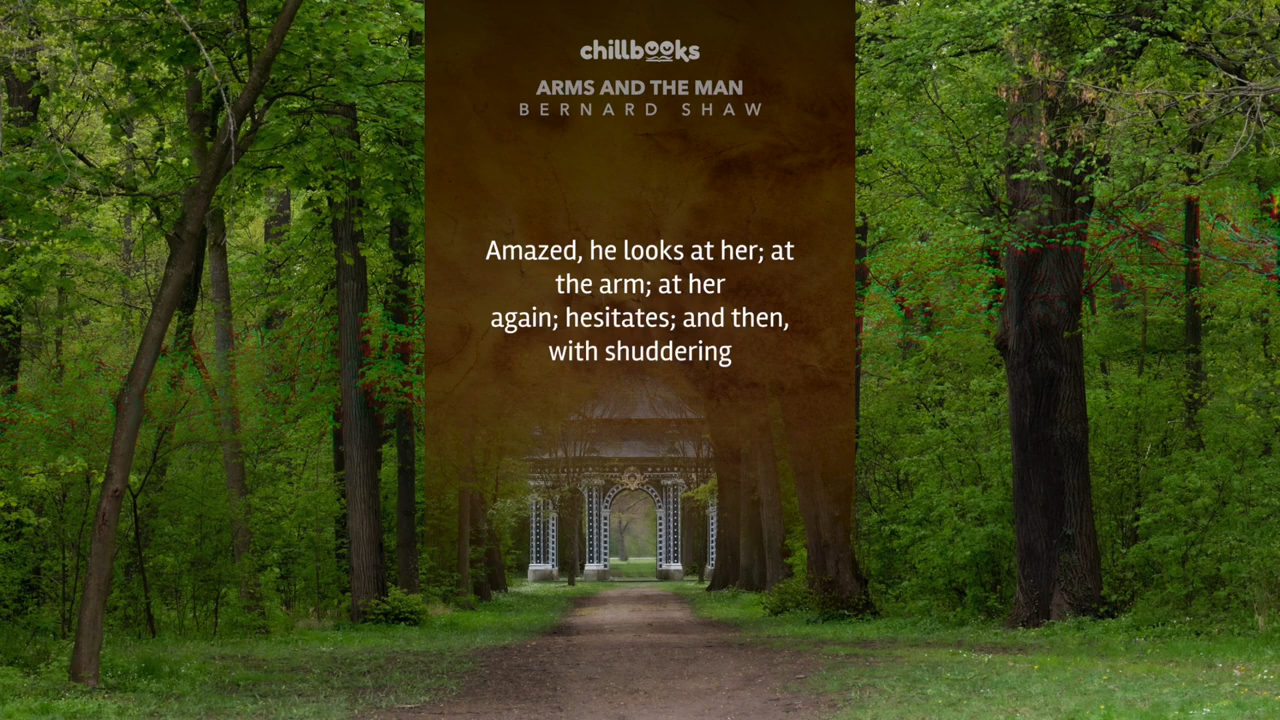 chillbooks
ARMS AND THE MAN
BERNARD SHAW
Amazed, he looks at her; at
the arm; at her
again; hesitates; and then,
with shuddering